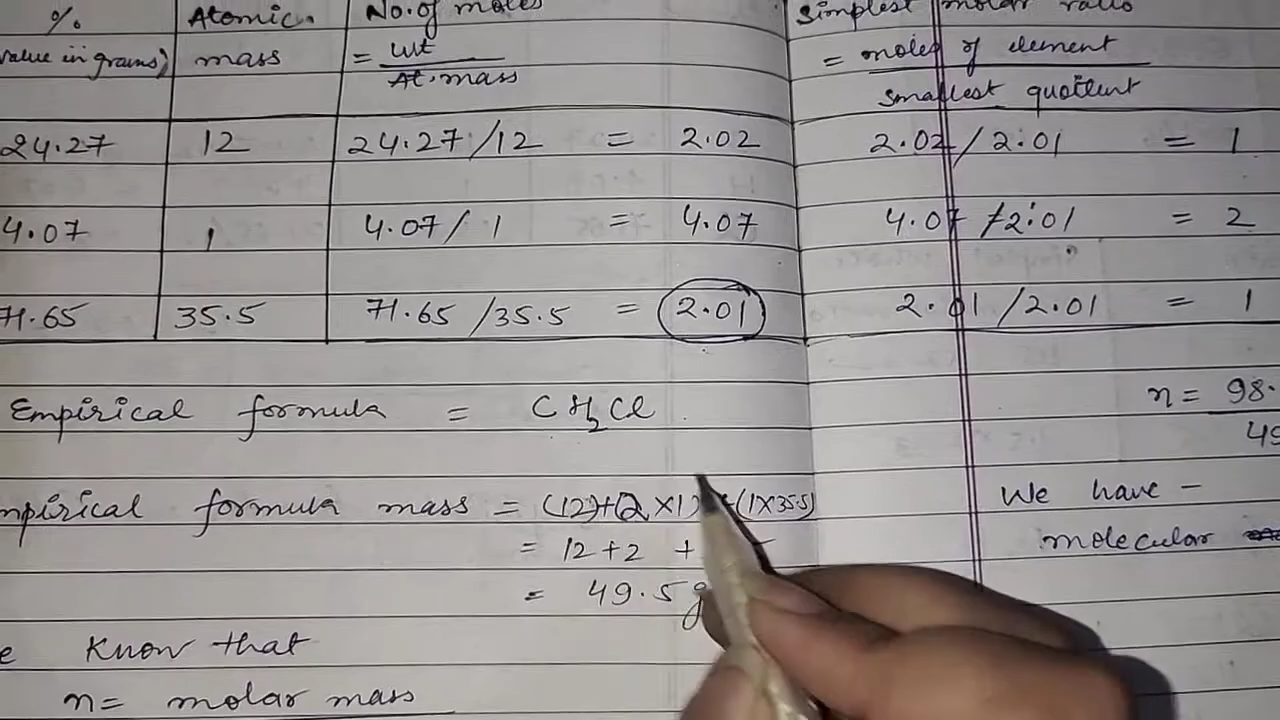 % Atomic No. of moles Simplest molar ratio
value in grams) mass = wt = moles of element
At. mass smallest quotient
24.27 12 24.27/12 = 2.02 2.02/2.01 = 1
4.07 1 4.07/1 = 4.07 4.07/2.01 = 2
71.65 35.5 71.65/35.5 = 2.01 2.01/2.01 = 1
Empirical formula = CH₂Cl n = 98.
49
mpirical formula mass = (12)+(2×1)+(1×35.5) We have –
= 12+2 + molecular
= 49.5g
e Know that
n = molar mass